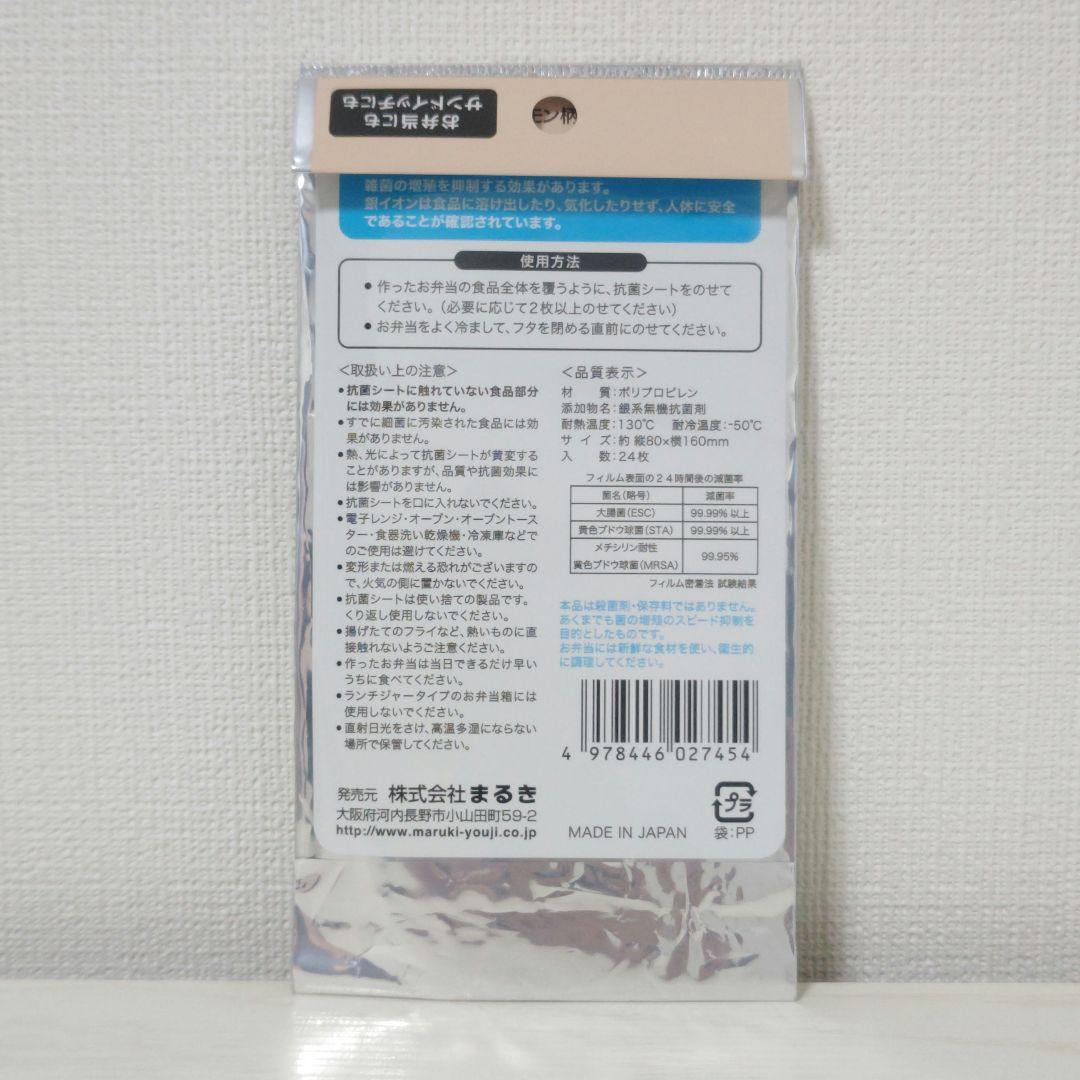 お弁当にも
サンドイッチにも
モン柄
雑菌の増殖を抑制する効果があります。
銀イオンは食品に溶け出したり、気化したりせず、人体に安全
であることが確認されています。
使用方法
●作ったお弁当の食品全体を覆うように、抗菌シートをのせて
ください。(必要に応じて2枚以上のせてください)
●お弁当をよく冷まして、フタを閉める直前にのせてください。
<取扱い上の注意>
●抗菌シートに触れていない食品部分
には効果がありません。
●すでに細菌に汚染された食品には効
果がありません。
●熱、光によって抗菌シートが黄変する
ことがありますが、品質や抗菌効果に
は影響がありません。
●抗菌シートを口に入れないでください。
●電子レンジ・オーブン・オーブントース
ター・食器洗い乾燥機・冷凍庫などで
のご使用は避けてください。
●変形または燃える恐れがございますの
で、火気の側に置かないでください。
●抗菌シートは使い捨ての製品です。
くり返し使用しないでください。
●揚げたてのフライなど、熱いものに直
接触れないようご注意ください。
●作ったお弁当は当日できるだけ早い
うちに食べてください。
●ランチジャータイプのお弁当箱には
使用しないでください。
●直射日光をさけ、高温多湿にならない
場所で保管してください。
<品質表示>
材 質:ポリプロピレン
添加物名:銀系無機抗菌剤
耐熱温度:130℃ 耐冷温度:-50℃
サイズ:約 縦80×横160mm
入 数:24枚
フィルム表面の24時間後の減菌率
菌名(略号) 減菌率
大腸菌(ESC) 99.99%以上
黄色ブドウ球菌(STA) 99.99%以上
メチシリン耐性
黄色ブドウ球菌(MRSA) 99.95%
フィルム密着法 試験結果
本品は殺菌剤・保存料ではありません。
あくまでも菌の増殖のスピード抑制を
目的としたものです。
お弁当には新鮮な食材を使い、衛生的
に調理してください。
4 978446 027454
発売元 株式会社まるき
大阪府河内長野市小山田町59-2
http://www.maruki-youji.co.jp
MADE IN JAPAN
プラ
袋:PP